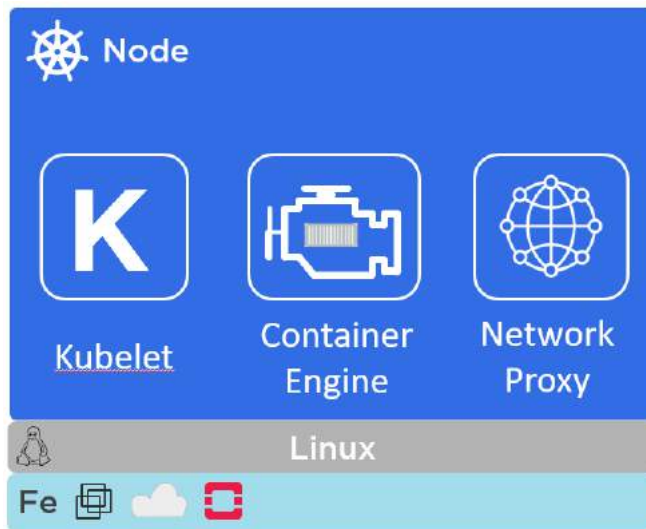 Node
K
Kubelet
Container
Engine
Network
Proxy
Linux
Fe